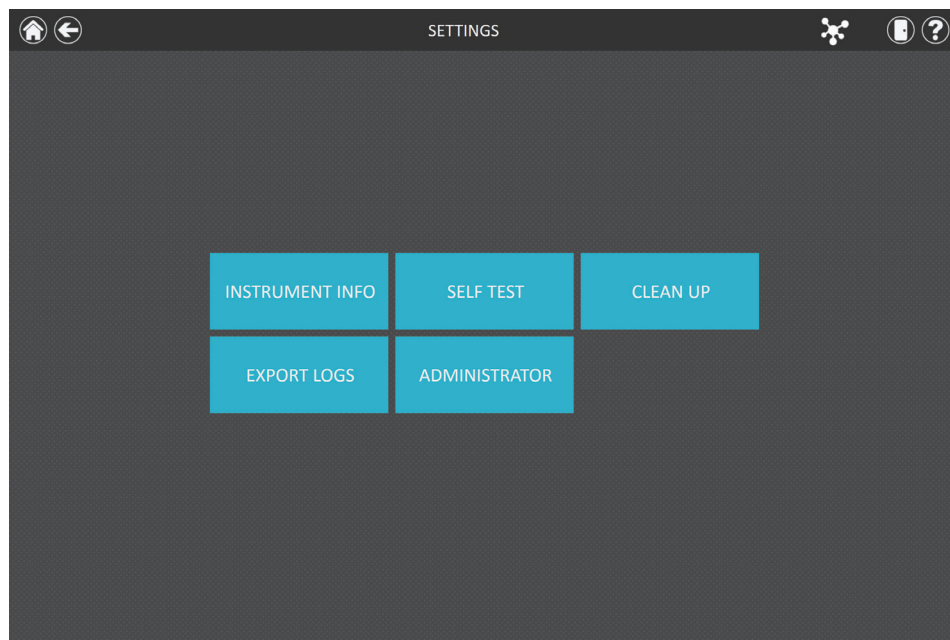 SETTINGS
INSTRUMENT INFO
SELF TEST
CLEAN UP
EXPORT LOGS
ADMINISTRATOR
?